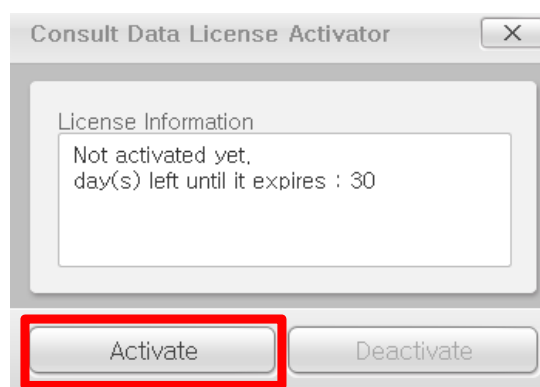 Consult Data License Activator
License Information
Not activated yet,
day(s) left until it expires : 30
Activate
Deactivate